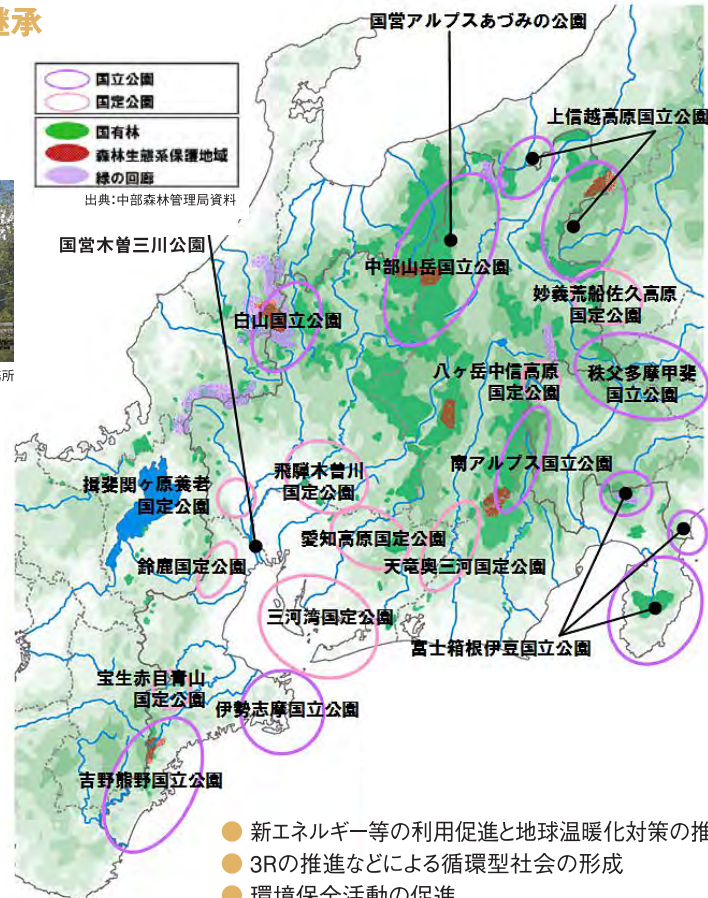 継承
国営アルプスあづみの公園
国立公園
国定公園
国有林
森林生態系保護地域
緑の回廊
出典：中部森林管理局資料
上信越高原国立公園
国営木曽三川公園
中部山岳国立公園
妙義荒船佐久高原
国定公園
白山国立公園
八ヶ岳中信高原
国定公園
秩父多摩甲斐
国立公園
飛騨木曽川
国定公園
南アルプス国立公園
揖斐関ヶ原養老
国定公園
愛知高原国定公園
鈴鹿国定公園
天竜奥三河国定公園
三河湾国定公園
富士箱根伊豆国立公園
宝生赤目青山
国定公園
伊勢志摩国立公園
吉野熊野国立公園
● 新エネルギー等の利用促進と地球温暖化対策の推
● 3Rの推進などによる循環型社会の形成
● 環境保全活動の促進